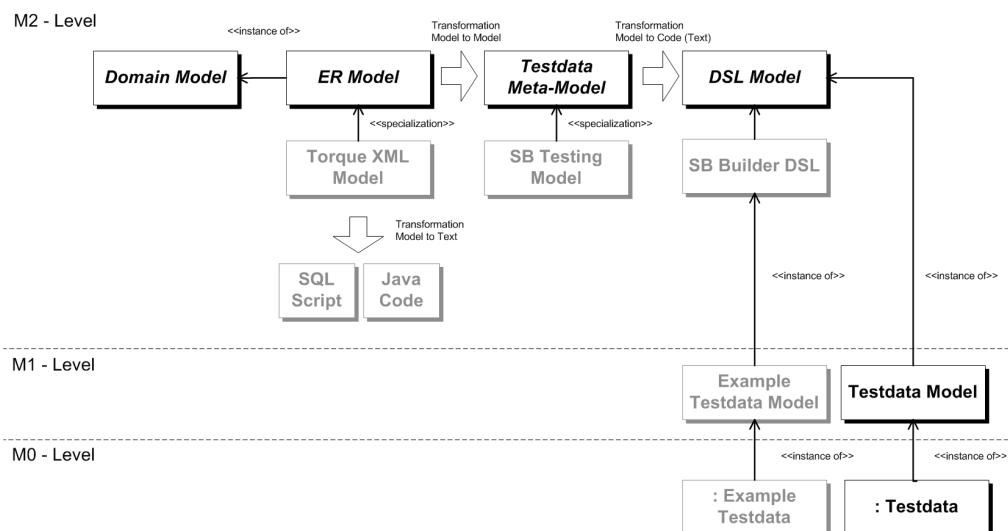 M2 - Level
<<instance of>>
Transformation
Model to Model
Transformation
Model to Code (Text)
Domain Model
ER Model
Testdata
Meta-Model
DSL Model
<<specialization>>
<<specialization>>
Torque XML
Model
SB Testing
Model
SB Builder DSL
Transformation
Model to Text
SQL
Script
Java
Code
<<instance of>>
<<instance of>>
M1 - Level
Example
Testdata Model
Testdata Model
M0 - Level
<<instance of>>
<<instance of>>
: Example
Testdata
: Testdata